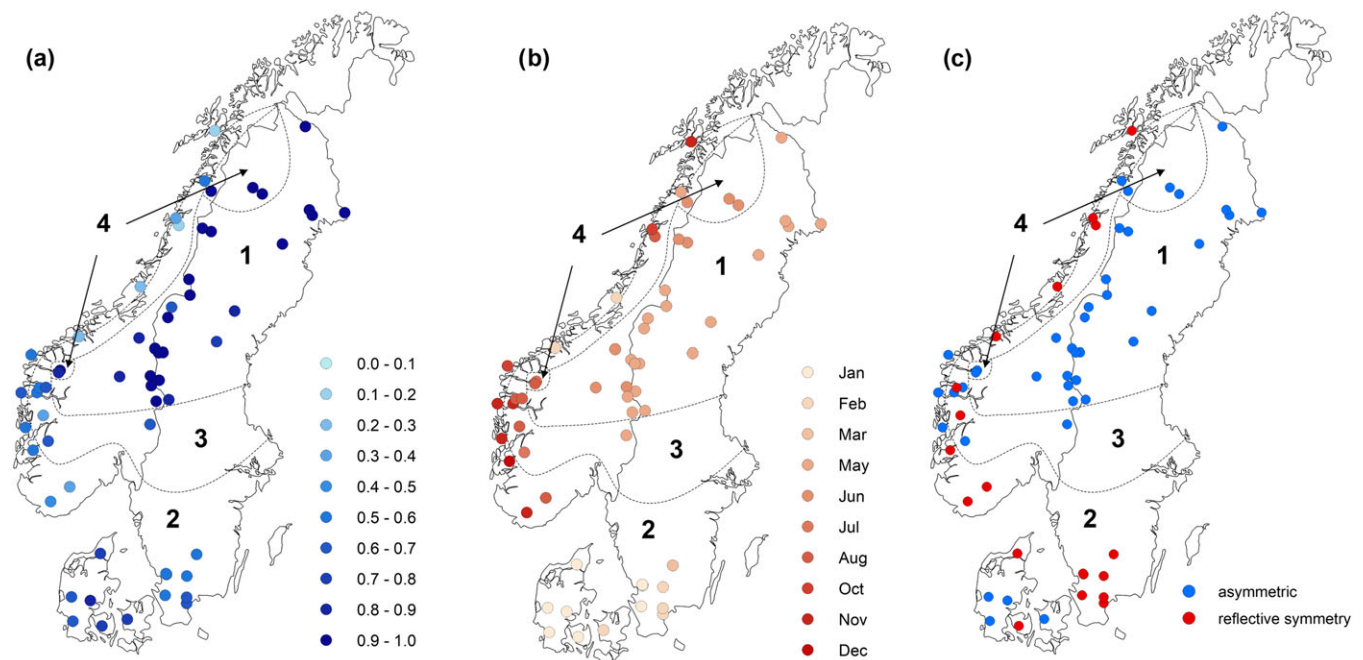 (a)
4
1
3
2
0.0 - 0.1
0.1 - 0.2
0.2 - 0.3
0.3 - 0.4
0.4 - 0.5
0.5 - 0.6
0.6 - 0.7
0.7 - 0.8
0.8 - 0.9
0.9 - 1.0
(b)
4
1
3
2
Jan
Feb
Mar
May
Jun
Jul
Aug
Oct
Nov
Dec
(c)
4
1
3
2
asymmetric
reflective symmetry